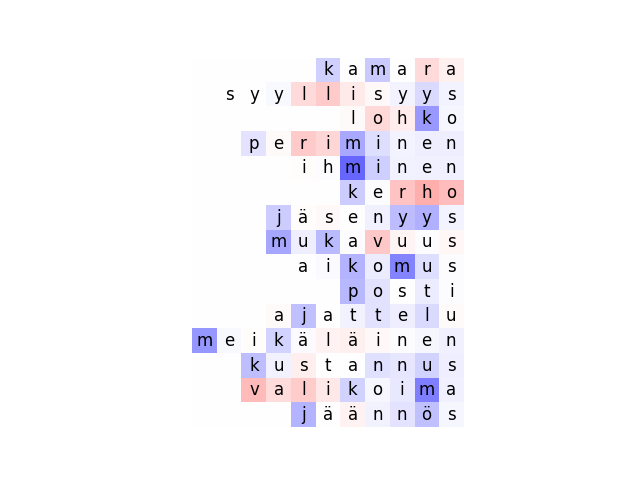 kamara
syyllisyys
lohko
periminen
ihminen
kerho
jäsenyys
mukavuus
aikomus
posti
ajattelu
meikäläinen
kustannus
valikoima
jäännös